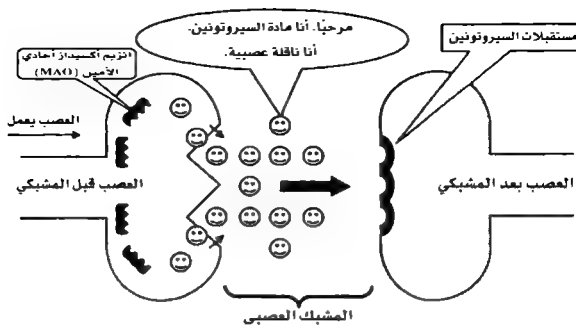 مرحبًا. أنا مادة السيروتونين.
أنا ناقلة عصبية.
مستقبلات السيروتونين
انزيم أكسيداز أحادي
الأمين (MAO)
العصب يعمل
العصب قبل المشبكي
العصب بعد المشبكي
المشبك العصبي